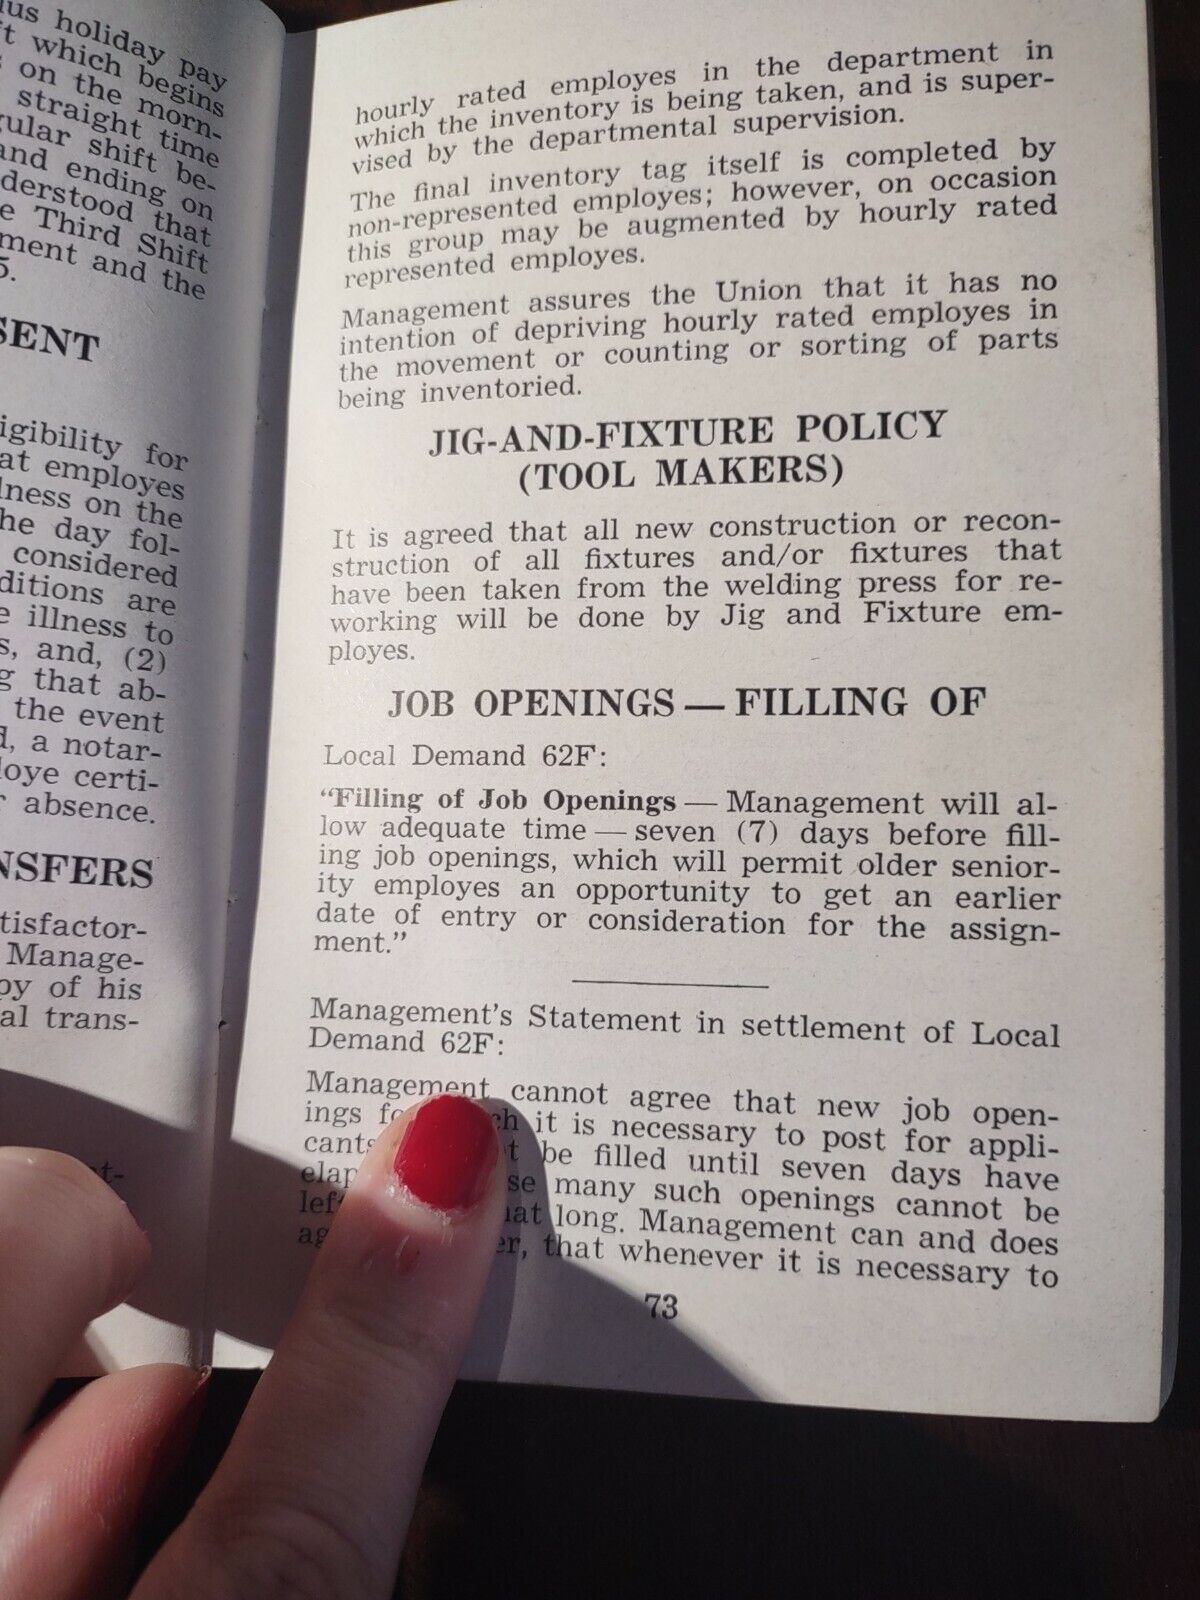 lus holiday pay
ft which begins
on the morn-
straight time
gular shift be-
and ending on
derstood that
e Third Shift
ment and the
5.
SENT
igibility for
at employes
lness on the
he day fol-
considered
ditions are
e illness to
s, and, (2)
g that ab-
the event
d, a notar-
loye certi-
r absence.
NSFERS
tisfactor-
Manage-
py of his
al trans-
hourly rated employes in the department in
which the inventory is being taken, and is super-
vised by the departmental supervision.
The final inventory tag itself is completed by
non-represented employes; however, on occasion
this group may be augmented by hourly rated
represented employes.
Management assures the Union that it has no
intention of depriving hourly rated employes in
the movement or counting or sorting of parts
being inventoried.
JIG-AND-FIXTURE POLICY
(TOOL MAKERS)
It is agreed that all new construction or recon-
struction of all fixtures and/or fixtures that
have been taken from the welding press for re-
working will be done by Jig and Fixture em-
ployes.
JOB OPENINGS — FILLING OF
Local Demand 62F:
“Filling of Job Openings — Management will al-
low adequate time — seven (7) days before fill-
ing job openings, which will permit older senior-
ity employes an opportunity to get an earlier
date of entry or consideration for the assign-
ment.”
Management’s Statement in settlement of Local
Demand 62F:
Management cannot agree that new job open-
ings it is necessary to post for appli-
cants be filled until seven days have
many such openings cannot be
long. Management can and does
that whenever it is necessary to
73